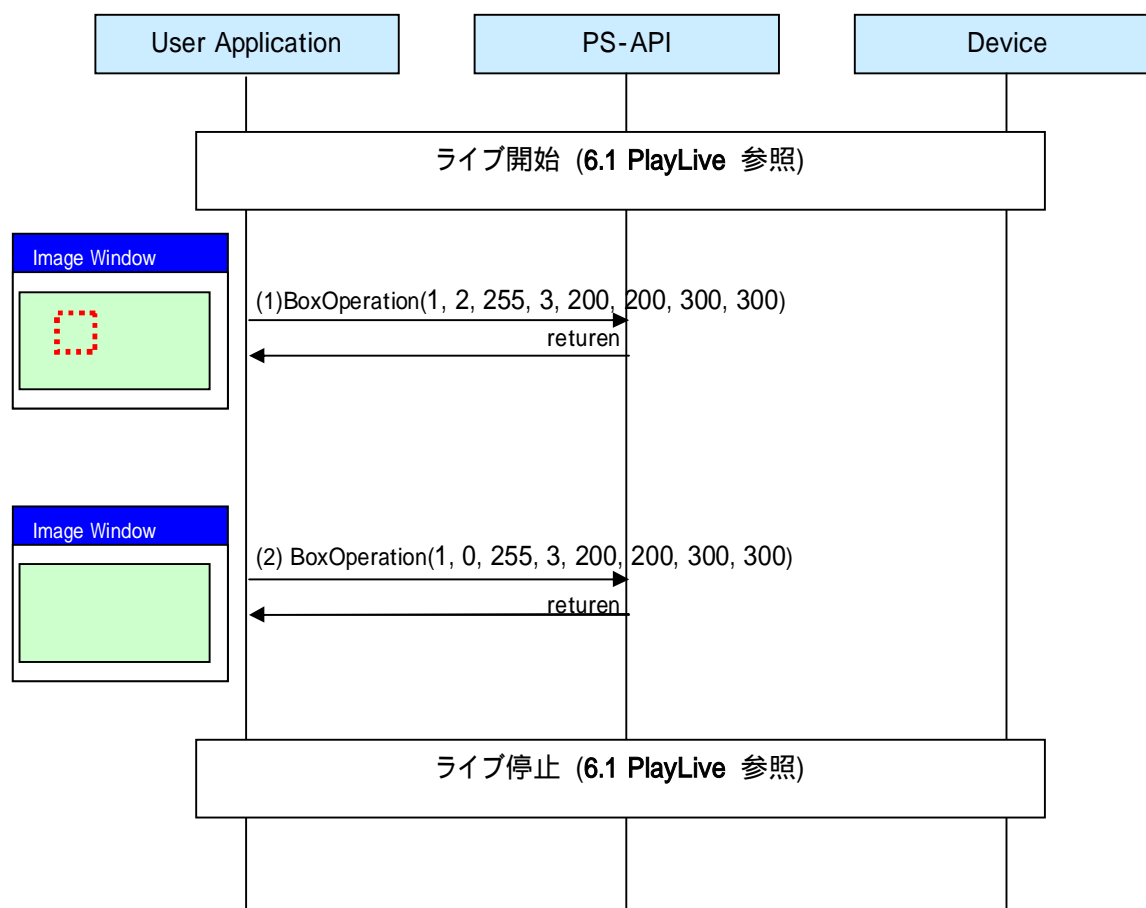 User Application
PS-API
Device
ライブ開始 (6.1 PlayLive 参照)
Image Window
(1)BoxOperation(1, 2, 255, 3, 200, 200, 300, 300)
returen
Image Window
(2) BoxOperation(1, 0, 255, 3, 200, 200, 300, 300)
returen
ライブ停止 (6.1 PlayLive 参照)